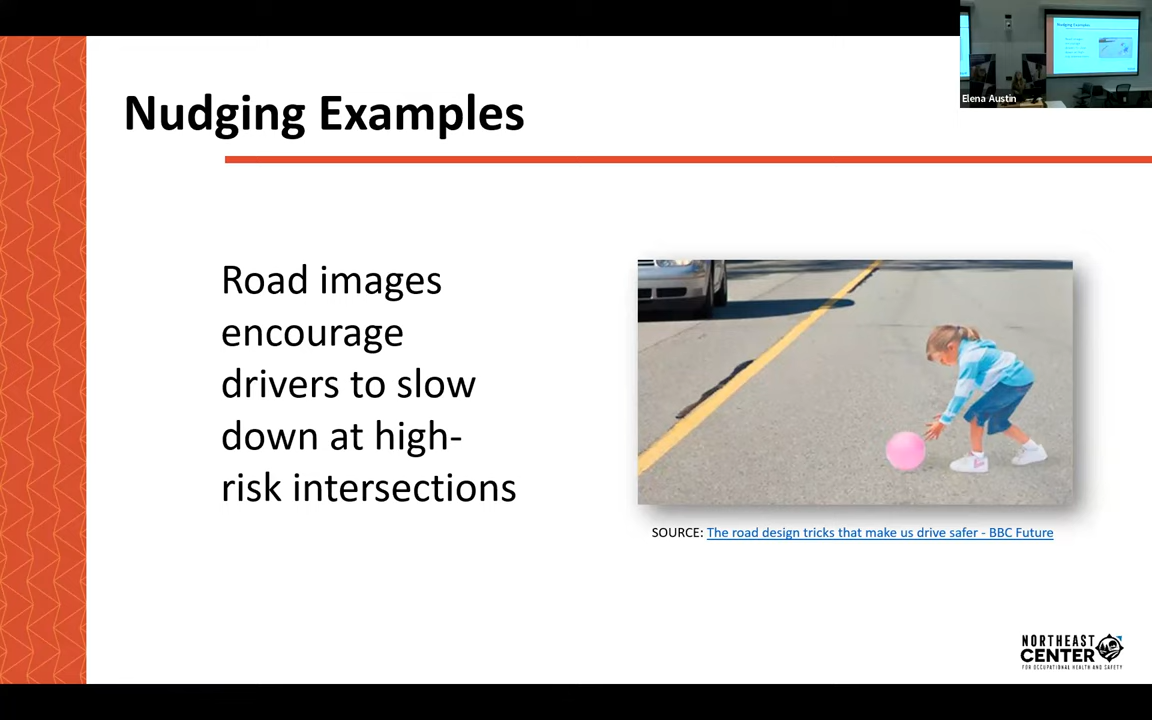 Nudging Examples
Elena Austin
Road images
encourage
drivers to slow
down at high-
risk intersections
SOURCE: The road design tricks that make us drive safer - BBC Future
NORTHEAST
CENTER
FOR OCCUPATIONAL HEALTH AND SAFETY